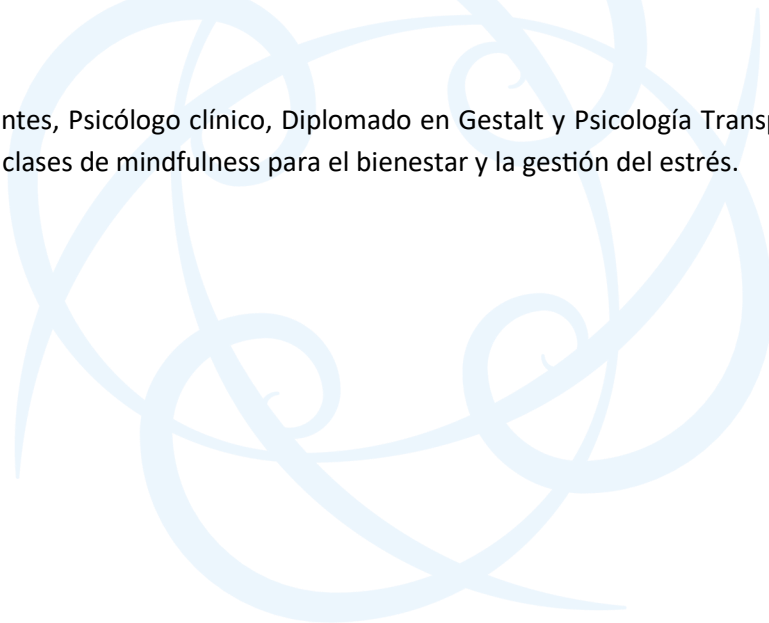 ntes, Psicólogo clínico, Diplomado en Gestalt y Psicología Transp
clases de mindfulness para el bienestar y la gestión del estrés.